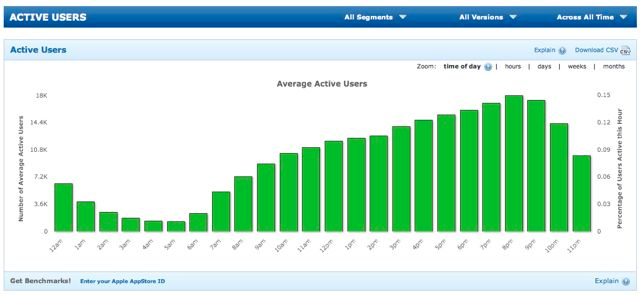 ACTIVE USERS All Segments All Versions Across All Time
Active Users Explain ? Download CSV CSV
Zoom: time of day ? | hours | days | weeks | months
Average Active Users
Number of Average Active Users
18K
14.4K
10.8K
7.2K
3.6K
0
0.15
0.12
0.09
0.06
0.03
0
Percentage of Users Active this Hour
12am 1am 2am 3am 4am 5am 6am 7am 8am 9am 10am 11am 12am 1pm 2pm 3pm 4pm 5pm 6pm 7pm 8pm 9pm 10pm 11pm
Get Benchmarks! Enter your Apple AppStore ID Explain ?